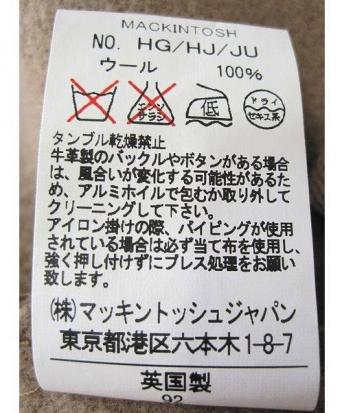 MACKINTOSH
NO. HG/HJ/JU
ウール 100%
エンソサラシ 低 ドライ セキユ系
タンブル乾燥禁止
牛革製のバックルやボタンがある場合
は、風合いが変化する可能性があるた
め、アルミホイルで包むか取り外して
クリーニングして下さい。
アイロン掛けの際、パイピングが使用
されている場合は必ず当て布を使用し、
強く押し付けずにプレス処理をお願い
致します。
(株)マッキントッシュジャパン
東京都港区六本木1-8-7
英国製
92